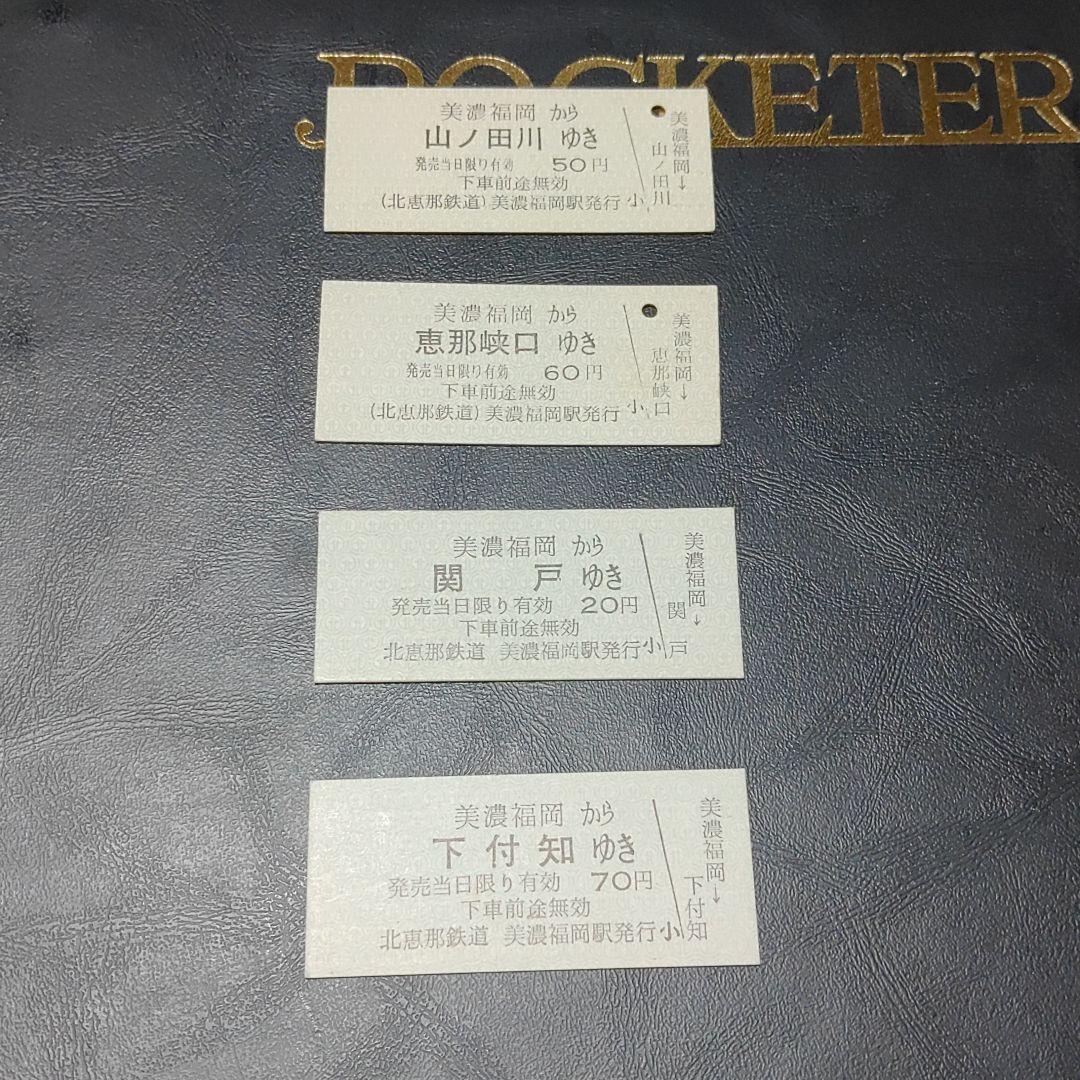 POCKETER
美濃福岡 から
山ノ田川 ゆき
発売当日限り有効 50円
下車前途無効
(北恵那鉄道)美濃福岡駅発行
小
美濃福岡→
山ノ田川
美濃福岡 から
恵那峡口 ゆき
発売当日限り有効 60円
下車前途無効
(北恵那鉄道)美濃福岡駅発行
小
美濃福岡→
恵那峡口
美濃福岡 から
関 戸 ゆき
発売当日限り有効 20円
下車前途無効
北恵那鉄道 美濃福岡駅発行
小
美濃福岡→
関戸
美濃福岡 から
下付知 ゆき
発売当日限り有効 70円
下車前途無効
北恵那鉄道 美濃福岡駅発行
小
美濃福岡→
下付知